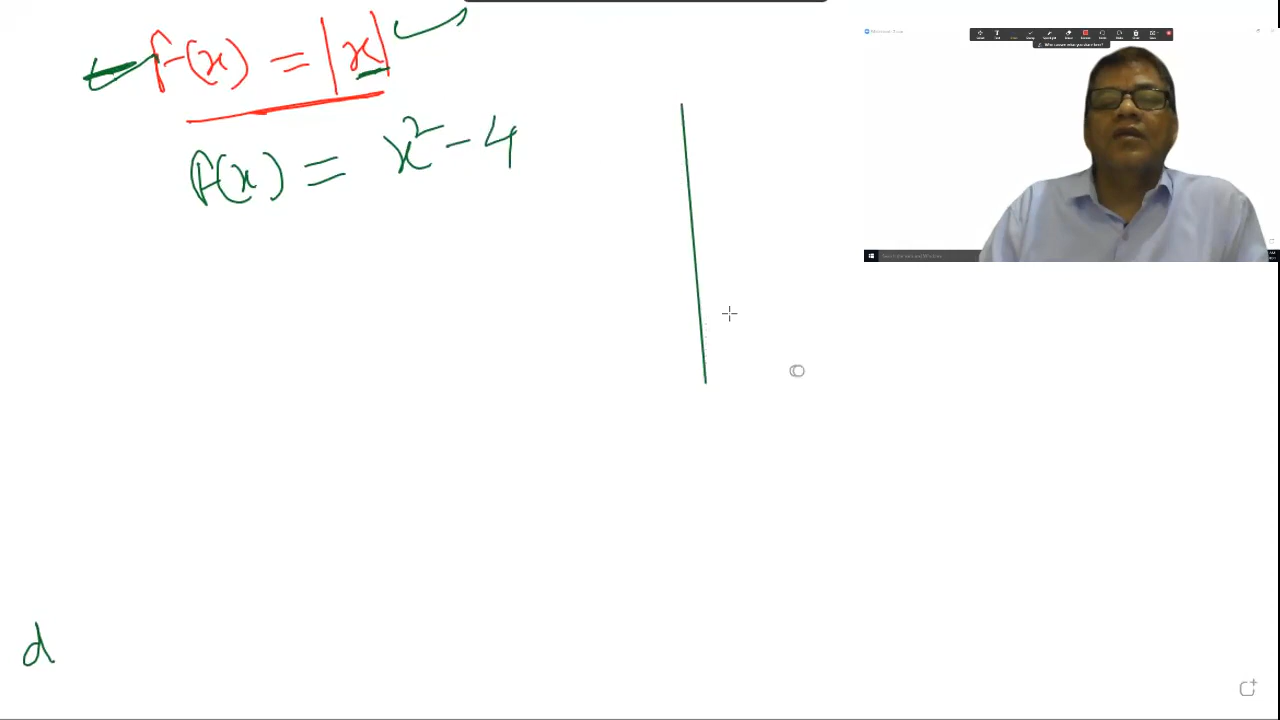 f(x) = |x|
f(x) = x² - 4
d